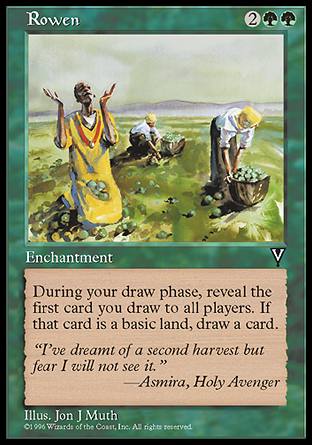 Rowen 2
Enchantment V
During your draw phase, reveal the
first card you draw to all players. If
that card is a basic land, draw a card.
"I've dreamt of a second harvest but
fear I will not see it."
—Asmira, Holy Avenger
Illus. Jon J Muth
©1996 Wizards of the Coast, Inc. All rights reserved.